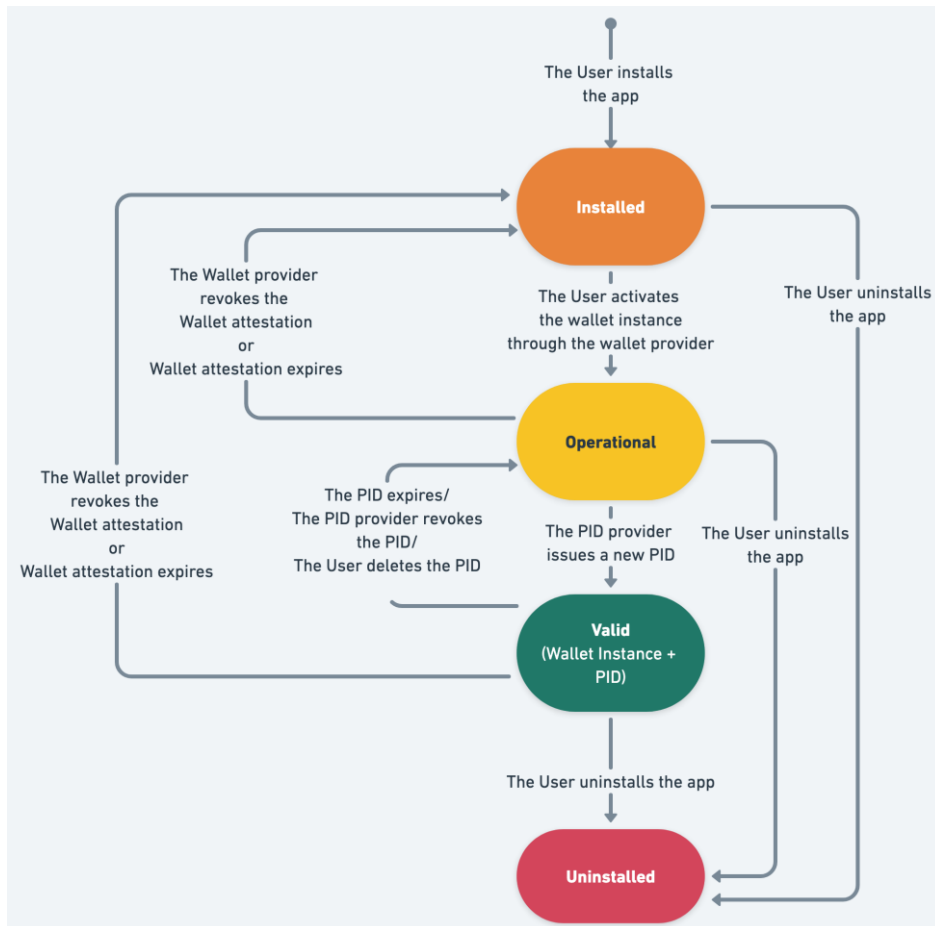 The User installs
the app
Installed
The Wallet provider
revokes the
Wallet attestation
or
Wallet attestation expires
The User activates
the wallet instance
through the wallet provider
The User uninstalls
the app
Operational
The Wallet provider
revokes the
Wallet attestation
or
Wallet attestation expires
The PID expires/
The PID provider revokes
the PID/
The User deletes the PID
The PID provider
issues a new PID
The User uninstalls
the app
Valid
(Wallet Instance +
PID)
The User uninstalls the app
Uninstalled